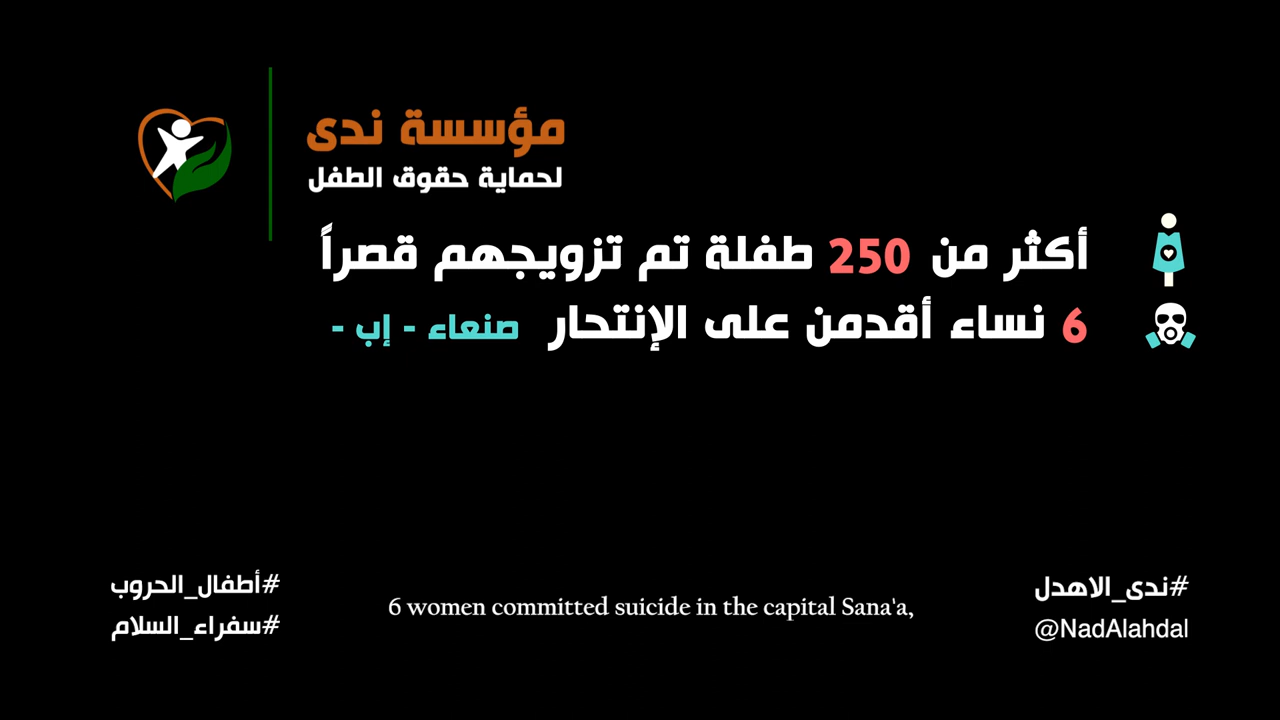 مؤسسة ندى
لحماية حقوق الطفل
أكثر من 250 طفلة تم تزويجهم قصراً
6 نساء أقدمن على الإنتحار صنعاء - إب -
#أطفال_الحروب
#سفراء_السلام
6 women committed suicide in the capital Sana'a,
#ندى_الاهدل
@NadAlahdal